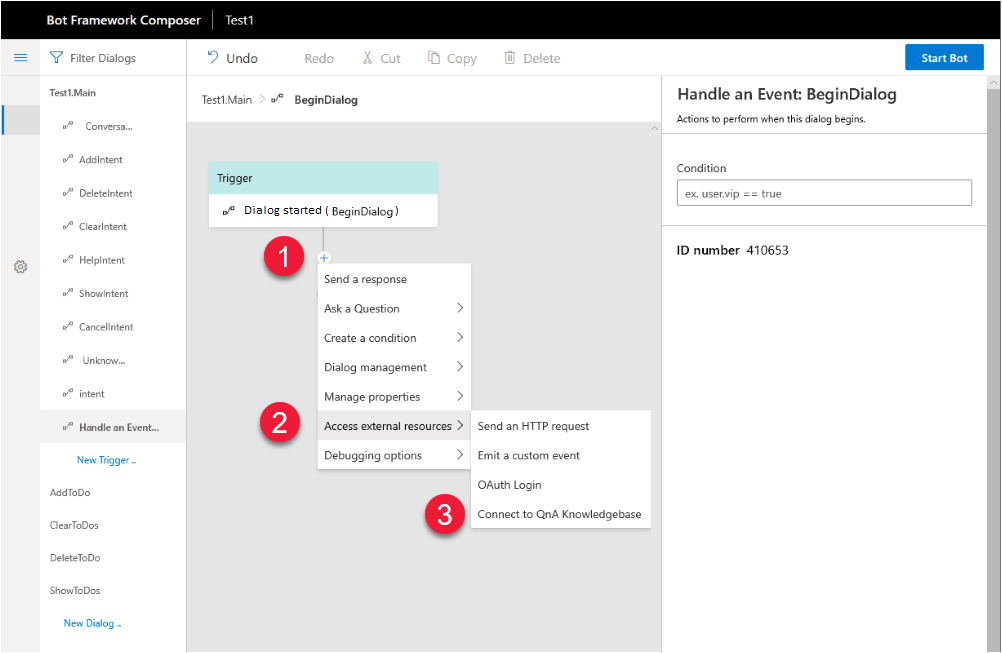 Bot Framework Composer
Test1
Filter Dialogs
Undo
Redo
Cut
Copy
Delete
Start Bot
Test1.Main
Conversa...
AddIntent
DeleteIntent
ClearIntent
HelpIntent
ShowIntent
CancelIntent
Unknow...
intent
Handle an Event...
New Trigger ..
AddToDo
ClearToDos
DeleteToDo
ShowToDos
New Dialog ..
Test1.Main > BeginDialog
Trigger
Dialog started (BeginDialog)
1
+
Send a response
Ask a Question
Create a condition
Dialog management
Manage properties
2
Access external resources
Debugging options
Send an HTTP request
Emit a custom event
OAuth Login
3
Connect to QnA Knowledgebase
Handle an Event: BeginDialog
Actions to perform when this dialog begins.
Condition
ex. user.vip == true
ID number 410653